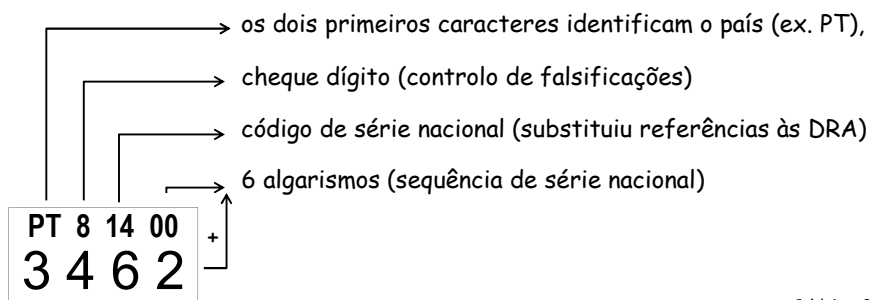 os dois primeiros caracteres identificam o país (ex. PT),
cheque dígito (controlo de falsificações)
código de série nacional (substituiu referências às DRA)
6 algarismos (sequência de série nacional)
PT 8 14 00
+
3 4 6 2